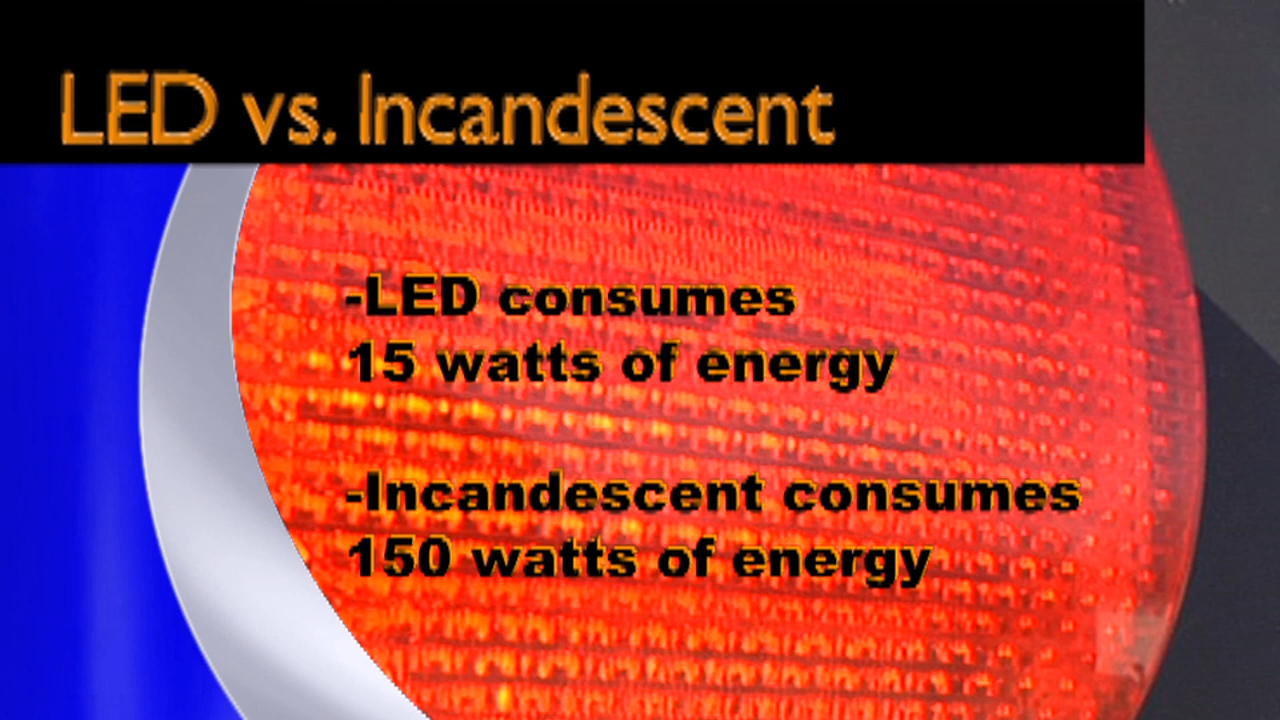 LED vs. Incandescent
-LED consumes
15 watts of energy
-Incandescent consumes
150 watts of energy